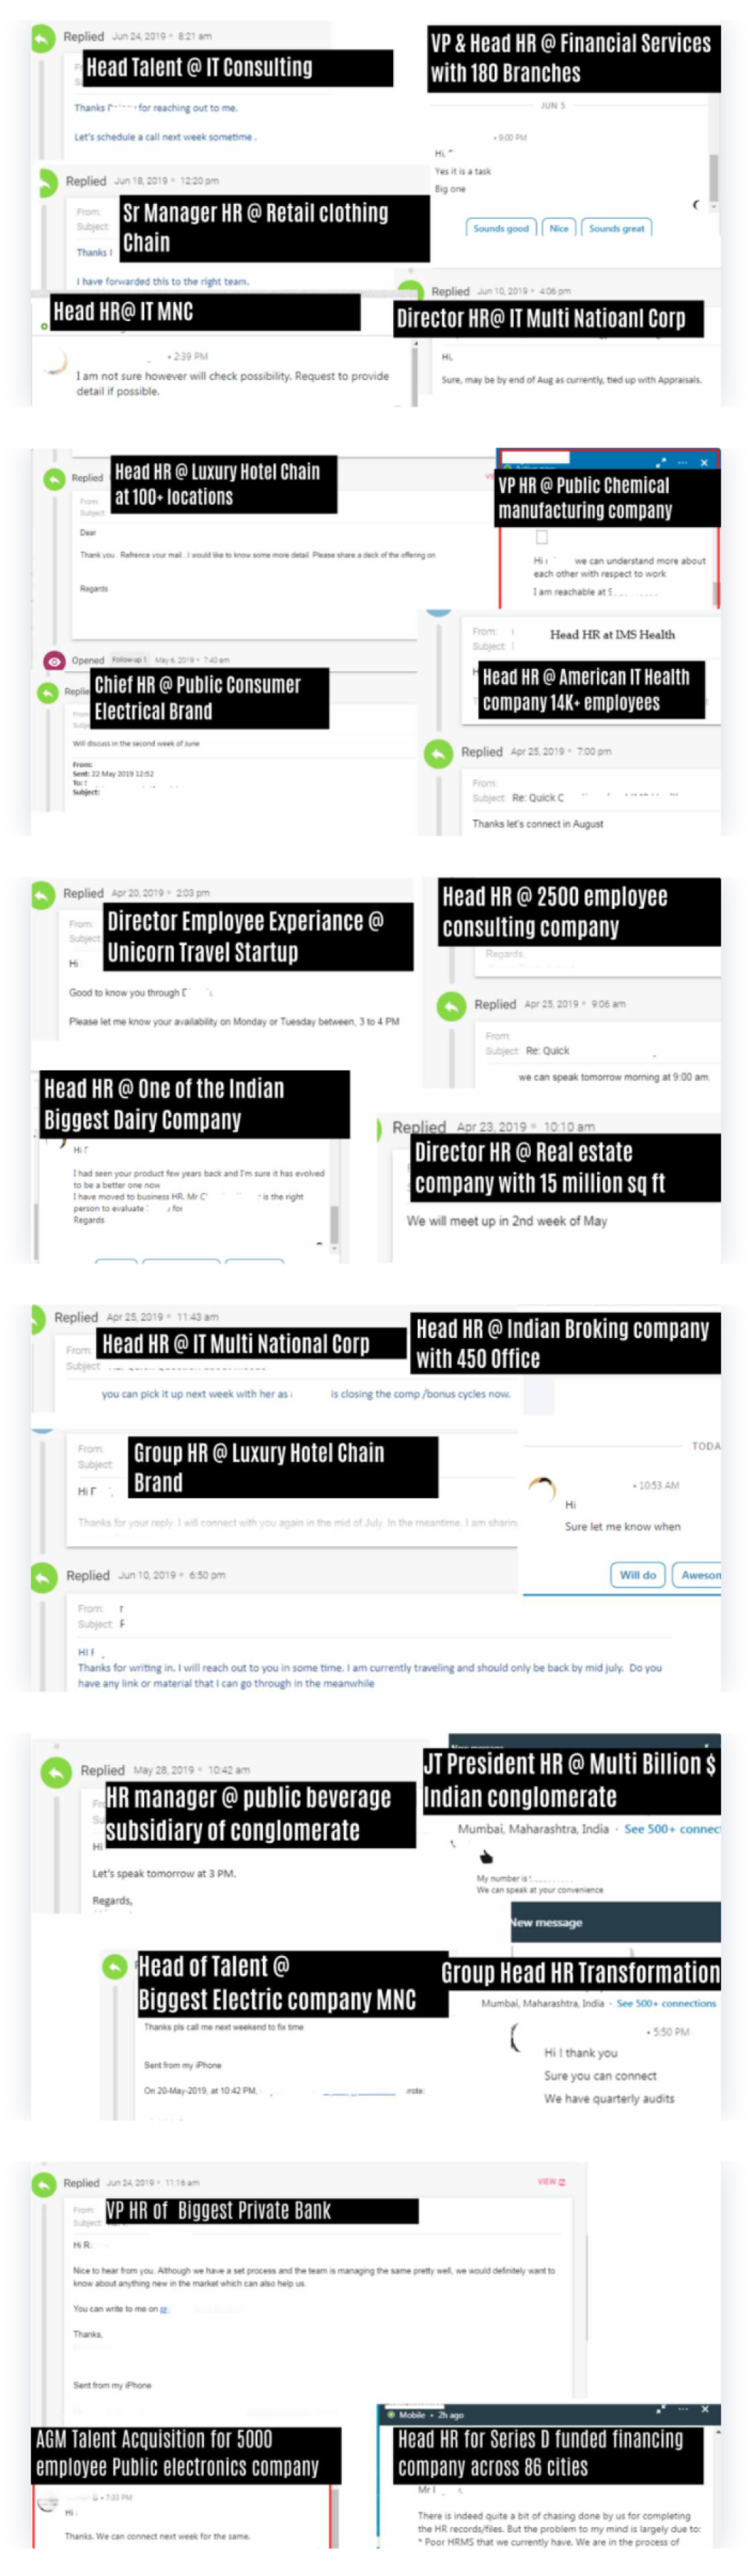 Replied Jun 24, 2019 • 8:21 am
Head Talent @ IT Consulting
Thanks for reaching out to me.
Let's schedule a call next week sometime .
VP & Head HR @ Financial Services
with 180 Branches
JUN 5
• 9:00 PM
Hi,
Yes it is a task
Big one
Sounds good Nice Sounds great
Replied Jun 18, 2019 • 12:20 pm
From:
Subject:
Sr Manager HR @ Retail clothing
Chain
Thanks
I have forwarded this to the right team.
Head HR@ IT MNC
• 2:39 PM
I am not sure however will check possibility. Request to provide
detail if possible.
Replied Jun 10, 2019 • 4:06 pm
Director HR@ IT Multi Natioanl Corp
Hi,
Sure, may be by end of Aug as currently, tied up with Appraisals.
Replied
Head HR @ Luxury Hotel Chain
at 100+ locations
From:
Subject:
Dear
Thank you . Refrence your mail . I would like to know some more detail. Please share a deck of the offering on
Regards
VP HR @ Public Chemical
manufacturing company
Hi we can understand more about
each other with respect to work
I am reachable at
Opened Follow-up 1 May 6, 2019 • 7:40 am
Chief HR @ Public Consumer
Electrical Brand
Will discuss in the second week of June
From:
Sent: 22 May 2019 12:52
To:
Subject:
From:
Subject:
Head HR at IMS Health
Head HR @ American IT Health
company 14K+ employees
Replied Apr 25, 2019 • 7:00 pm
From:
Subject: Re: Quick
Thanks let's connect in August
Replied Apr 20, 2019 • 2:03 pm
From:
Subject:
Director Employee Experiance @
Unicorn Travel Startup
Hi
Good to know you through
Please let me know your availability on Monday or Tuesday between, 3 to 4 PM
Head HR @ 2500 employee
consulting company
Regards,
Replied Apr 25, 2019 • 9:06 am
From:
Subject: Re: Quick
we can speak tomorrow morning at 9:00 am.
Head HR @ One of the Indian
Biggest Dairy Company
Hi
I had seen your product few years back and I'm sure it has evolved
to be a better one now
I have moved to business HR, Mr is the right
person to evaluate for
Regards
Replied Apr 23, 2019 • 10:10 am
Director HR @ Real estate
company with 15 million sq ft
We will meet up in 2nd week of May
Replied Apr 25, 2019 • 11:43 am
From:
Subject:
Head HR @ IT Multi National Corp
you can pick it up next week with her as is closing the comp /bonus cycles now.
Head HR @ Indian Broking company
with 450 Office
From:
Subject:
Group HR @ Luxury Hotel Chain
Brand
Hi
Thanks for your reply. I will connect with you again in the mid of July. In the meantime. I am sharin
TODA
• 10:53 AM
Hi
Sure let me know when
Will do Awesom
Replied Jun 10, 2019 • 6:50 pm
From:
Subject:
Thanks for writing in. I will reach out to you in some time. I am currently traveling and should only be back by mid july. Do you
have any link or material that I can go through in the meanwhile
Replied May 28, 2019 • 10:42 am
HR manager @ public beverage
subsidiary of conglomerate
Let's speak tomorrow at 3 PM.
Regards,
JT President HR @ Multi Billion $
Indian conglomerate
Mumbai, Maharashtra, India · See 500+ connec
My number is
We can speak at your convenience
New message
Head of Talent @
Biggest Electric company MNC
Thanks pls call me next weekend to fix time
Sent from my iPhone
On 20-May-2019, at 10:42 PM,
Group Head HR Transformation
Mumbai, Maharashtra, India · See 500+ connections
• 5:50 PM
Hi I thank you
Sure you can connect
We have quarterly audits
Replied Jun 24, 2019 • 11:16 am
VIEW
From:
Subject:
VP HR of Biggest Private Bank
Hi
Nice to hear from you. Although we have a set process and the team is managing the same pretty well, we would definitely want to
know about anything new in the market which can also help us.
You can write to me on
Thanks,
Sent from my iPhone
AGM Talent Acquisition for 5000
employee Public electronics company
• 7:33 PM
Hi
Thanks. We can connect next week for the same.
Mobile • 2h ago
Head HR for Series D funded financing
company across 86 cities
Mr
There is indeed quite a bit of chasing done by us for completing
the HR records/files. But the problem to my mind is largely due to:
* Poor HRMS that we currently have. We are in the process of